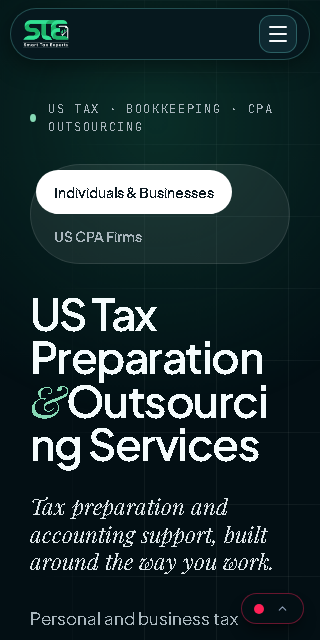 STE
Smart Tax Experts
US TAX · BOOKKEEPING · CPA
OUTSOURCING
Individuals & Businesses
US CPA Firms
US Tax
Preparation
&Outsourci
ng Services
Tax preparation and
accounting support, built
around the way you work.
Personal and business tax